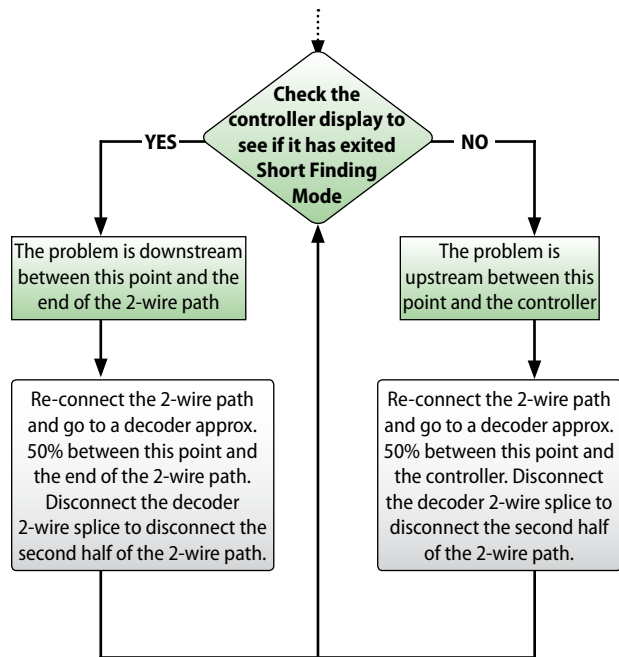 Check the
controller display to
see if it has exited
Short Finding
Mode
YES
NO
The problem is downstream
between this point and the
end of the 2-wire path
The problem is
upstream between this
point and the controller
Re-connect the 2-wire path
and go to a decoder approx.
50% between this point and
the end of the 2-wire path.
Disconnect the decoder
2-wire splice to disconnect the
second half of the 2-wire path.
Re-connect the 2-wire path
and go to a decoder approx.
50% between this point and
the controller. Disconnect
the decoder 2-wire splice to
disconnect the second half
of the 2-wire path.